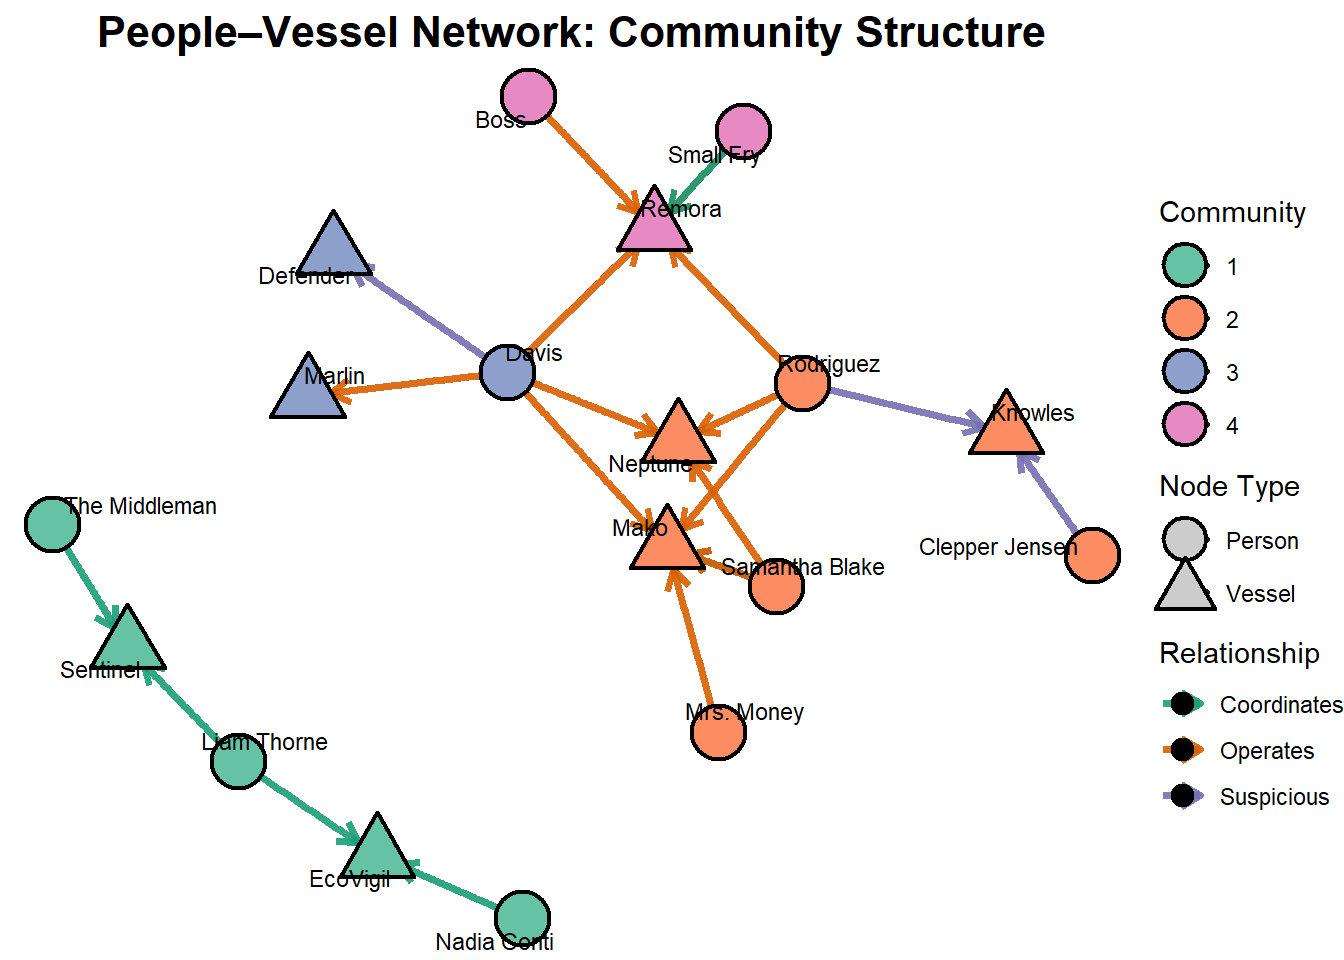 People–Vessel Network: Community Structure
Boss
Small Fry
Remora
Defender
Davis
Marlin
Rodriguez
Knowles
Neptune
Mako
Clepper Jensen
Samantha Blake
The Middleman
Sentinel
Mrs. Money
Liam Thorne
EcoVigil
Nadia Conti
Community
1
2
3
4
Node Type
Person
Vessel
Relationship
Coordinates
Operates
Suspicious